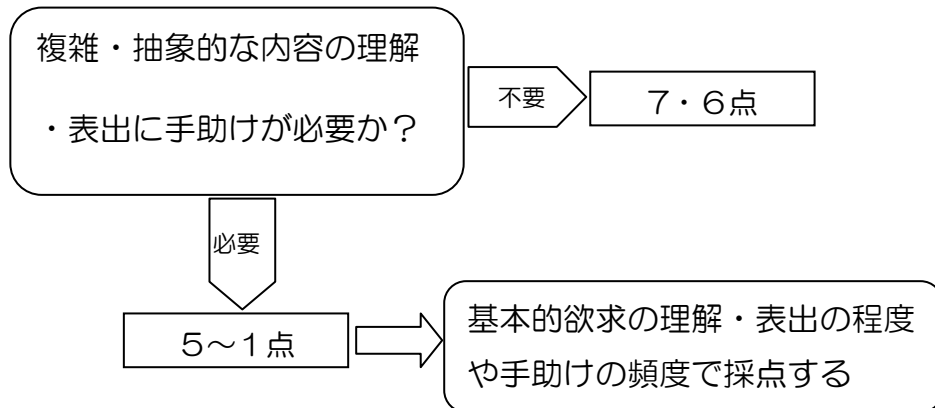 複雑・抽象的な内容の理解
・表出に手助けが必要か？
不要
７・６点
必要
５～１点
基本的欲求の理解・表出の程度
や手助けの頻度で採点する